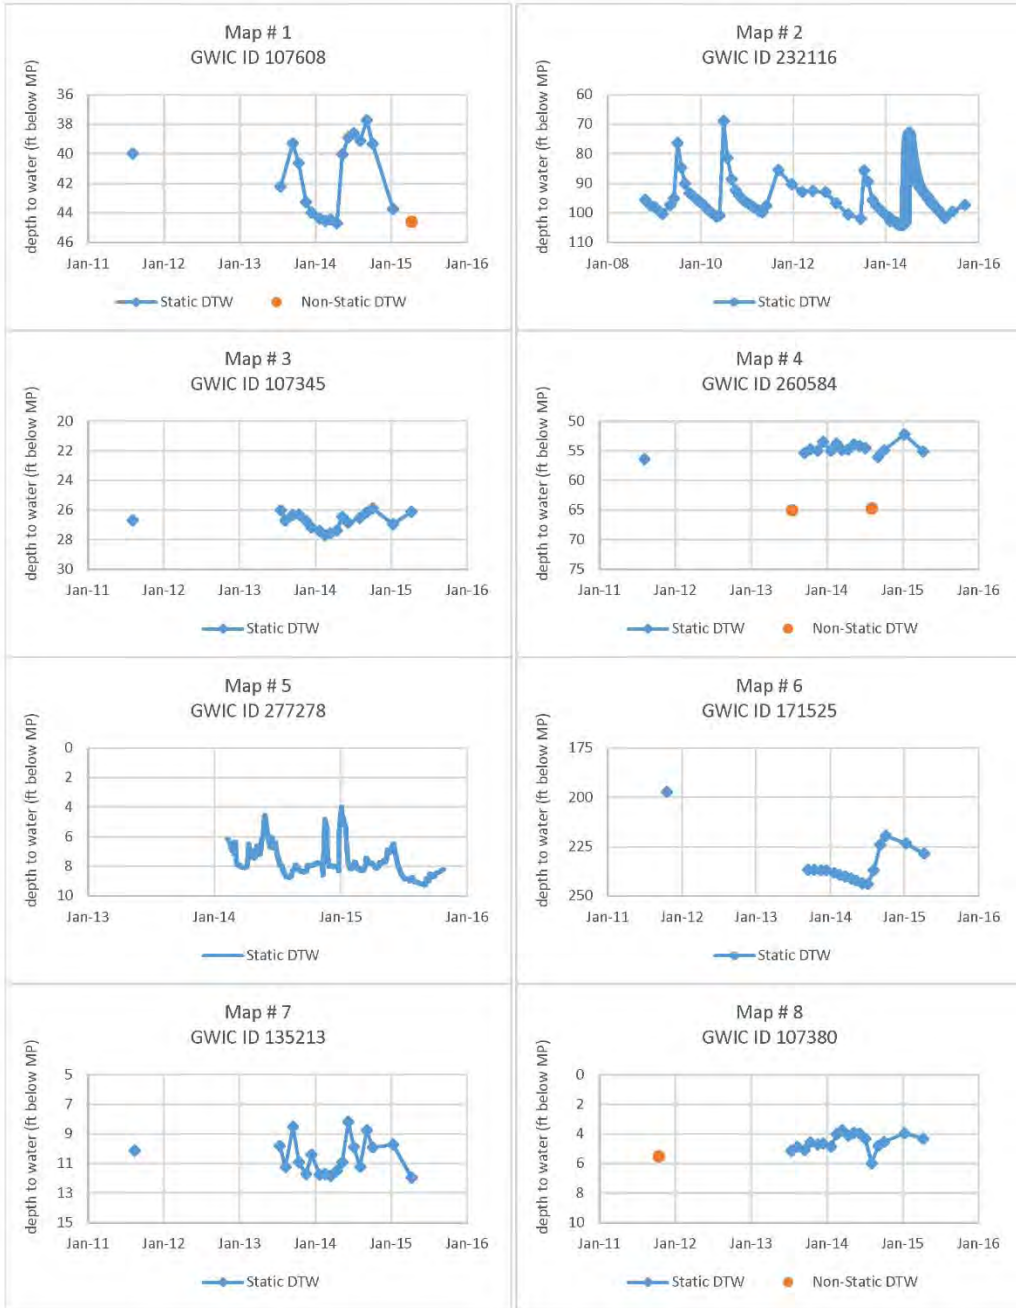 Map # 1
GWIC ID 107608
depth to water (ft below MP)
36
38
40
42
44
46
Jan-11 Jan-12 Jan-13 Jan-14 Jan-15 Jan-16
Static DTW Non-Static DTW
Map # 2
GWIC ID 232116
depth to water (ft below MP)
60
70
80
90
100
110
Jan-08 Jan-10 Jan-12 Jan-14 Jan-16
Static DTW
Map # 3
GWIC ID 107345
depth to water (ft below MP)
20
22
24
26
28
30
Jan-11 Jan-12 Jan-13 Jan-14 Jan-15 Jan-16
Static DTW
Map # 4
GWIC ID 260584
depth to water (ft below MP)
50
55
60
65
70
75
Jan-11 Jan-12 Jan-13 Jan-14 Jan-15 Jan-16
Static DTW Non-Static DTW
Map # 5
GWIC ID 277278
depth to water (ft below MP)
0
2
4
6
8
10
Jan-13 Jan-14 Jan-15 Jan-16
Static DTW
Map # 6
GWIC ID 171525
depth to water (ft below MP)
175
200
225
250
Jan-11 Jan-12 Jan-13 Jan-14 Jan-15 Jan-16
Static DTW
Map # 7
GWIC ID 135213
depth to water (ft below MP)
5
7
9
11
13
15
Jan-11 Jan-12 Jan-13 Jan-14 Jan-15 Jan-16
Static DTW
Map # 8
GWIC ID 107380
depth to water (ft below MP)
0
2
4
6
8
10
Jan-11 Jan-12 Jan-13 Jan-14 Jan-15 Jan-16
Static DTW Non-Static DTW